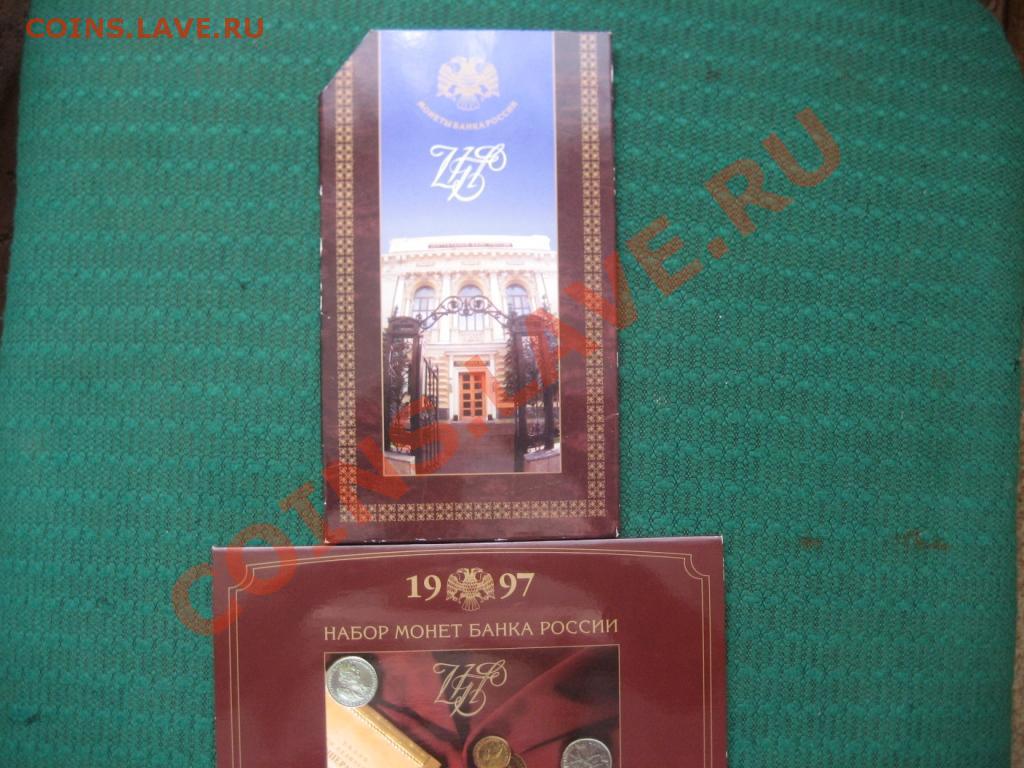 COINS.LAVE.RU
МОНЕТЫ БАНКА РОССИИ
COINS.LAVE.RU
1997
НАБОР МОНЕТ БАНКА РОССИИ